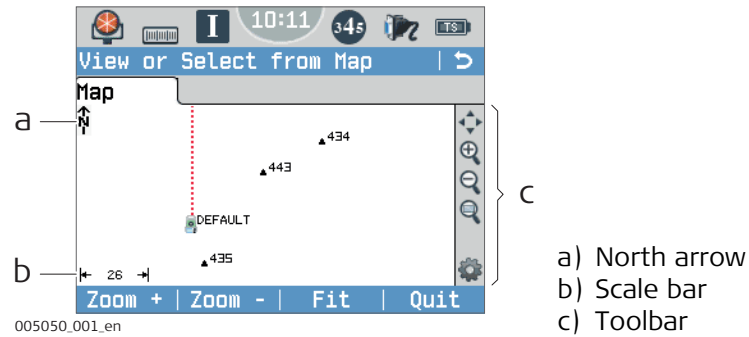 I 10:11 345 TS
View or Select from Map
Map
a
N
434
443
c
DEFAULT
435
b
26
a) North arrow
b) Scale bar
c) Toolbar
Zoom + | Zoom - | Fit | Quit
005050_001_en